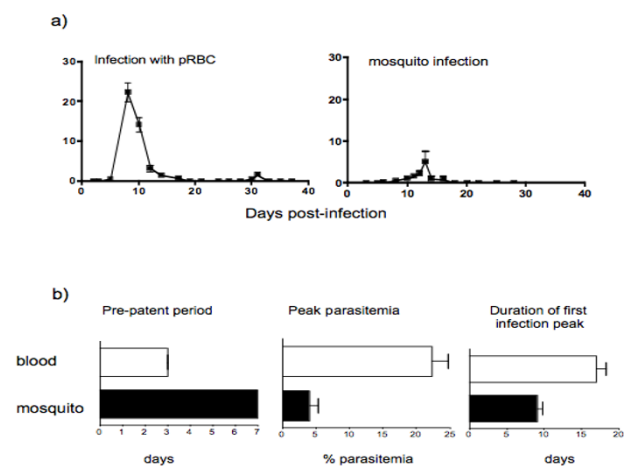 a)
Infection with pRBC
mosquito infection
30
20
10
0
0 10 20 30 40
30
20
10
0
0 10 20 30 40
Days post-infection
b)
Pre-patent period
Peak parasitemia
Duration of first
infection peak
blood
mosquito
0 1 2 3 4 5 6 7
0 5 10 15 20 25
0 10 20
days
% parasitemia
days